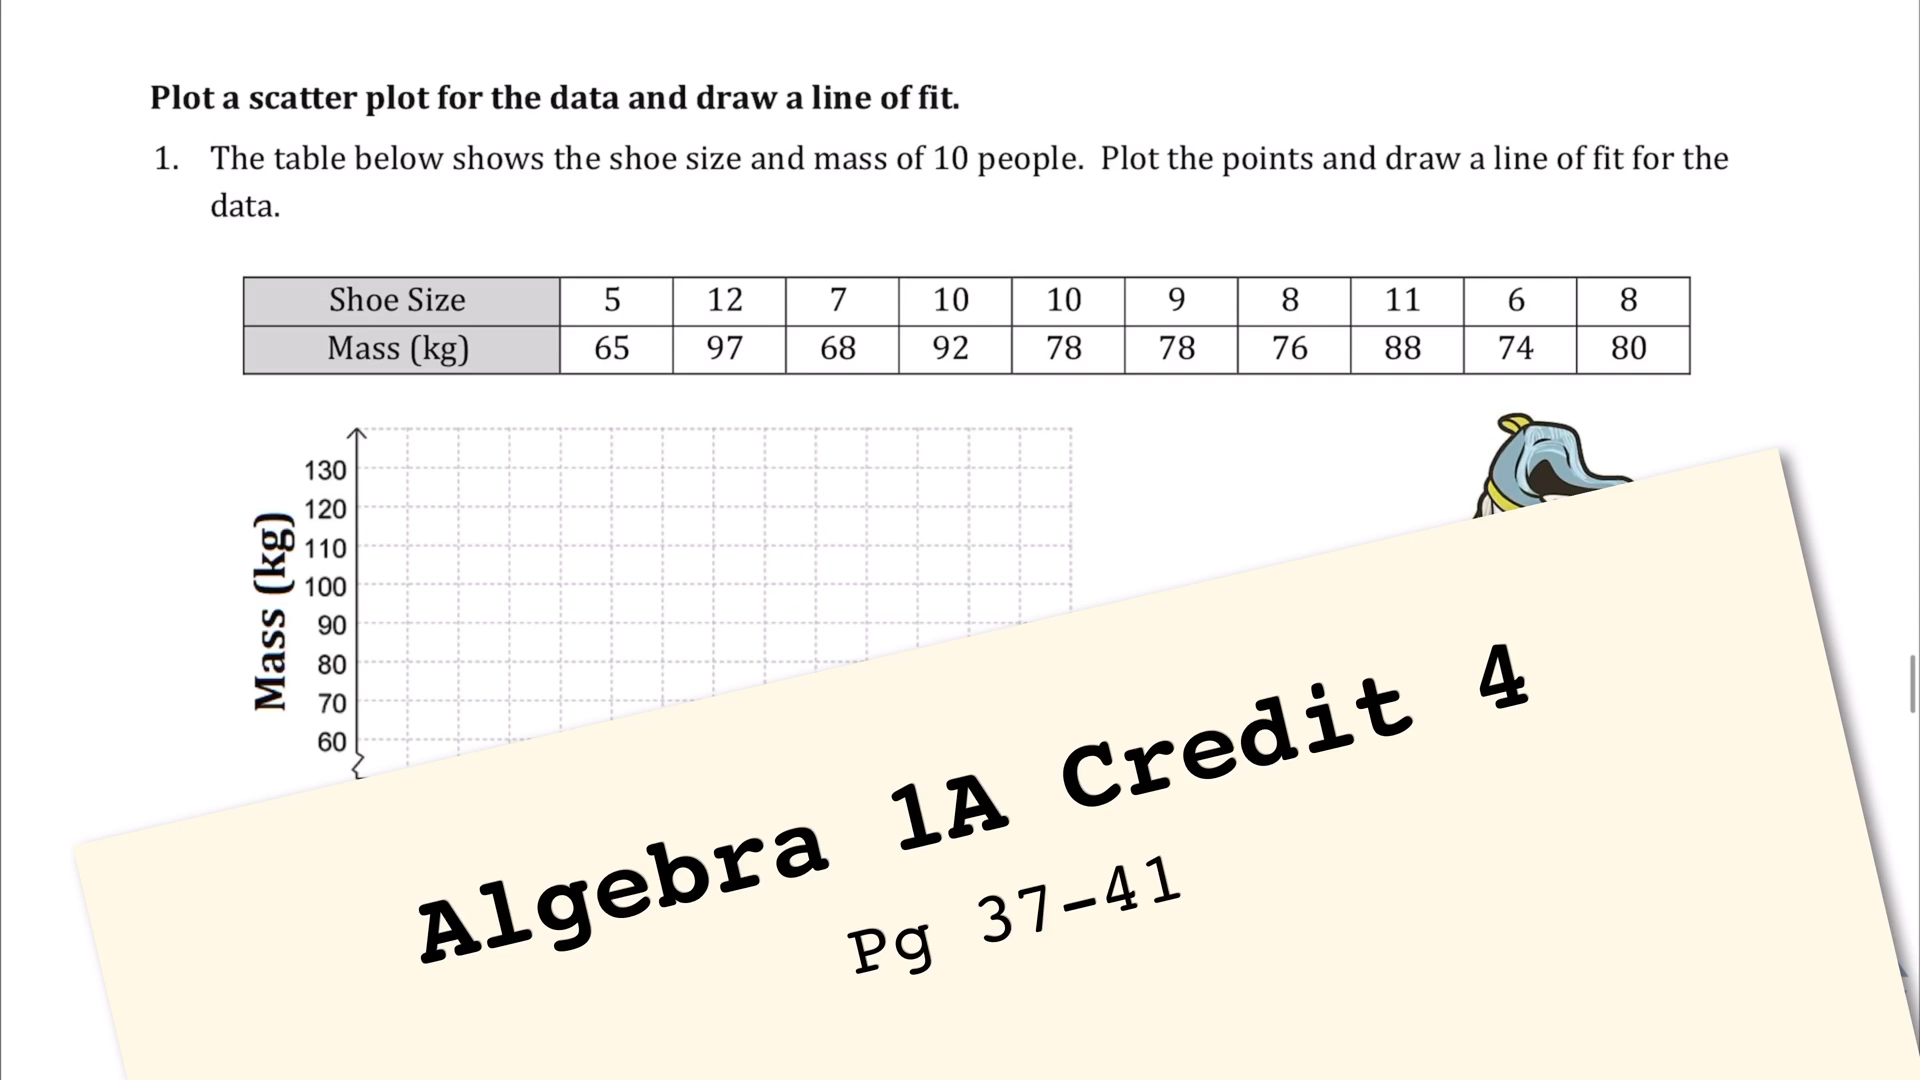 Plot a scatter plot for the data and draw a line of fit.
1. The table below shows the shoe size and mass of 10 people. Plot the points and draw a line of fit for the
data.
Shoe Size 5 12 7 10 10 9 8 11 6 8
Mass (kg) 65 97 68 92 78 78 76 88 74 80
Mass (kg)
130
120
110
100
90
80
70
60
Algebra 1A Credit 4
Pg 37-41